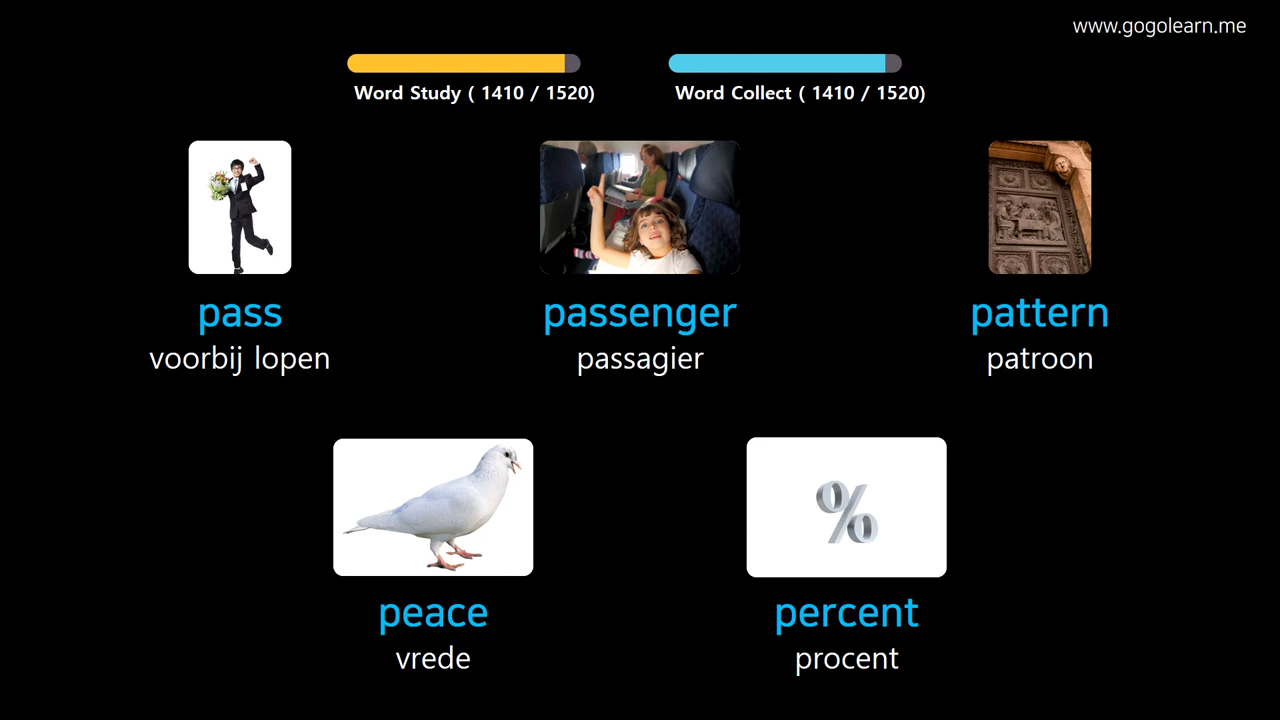 www.gogolearn.me
Word Study ( 1410 / 1520)
Word Collect ( 1410 / 1520)
pass
voorbij lopen
passenger
passagier
pattern
patroon
%
peace
vrede
percent
procent